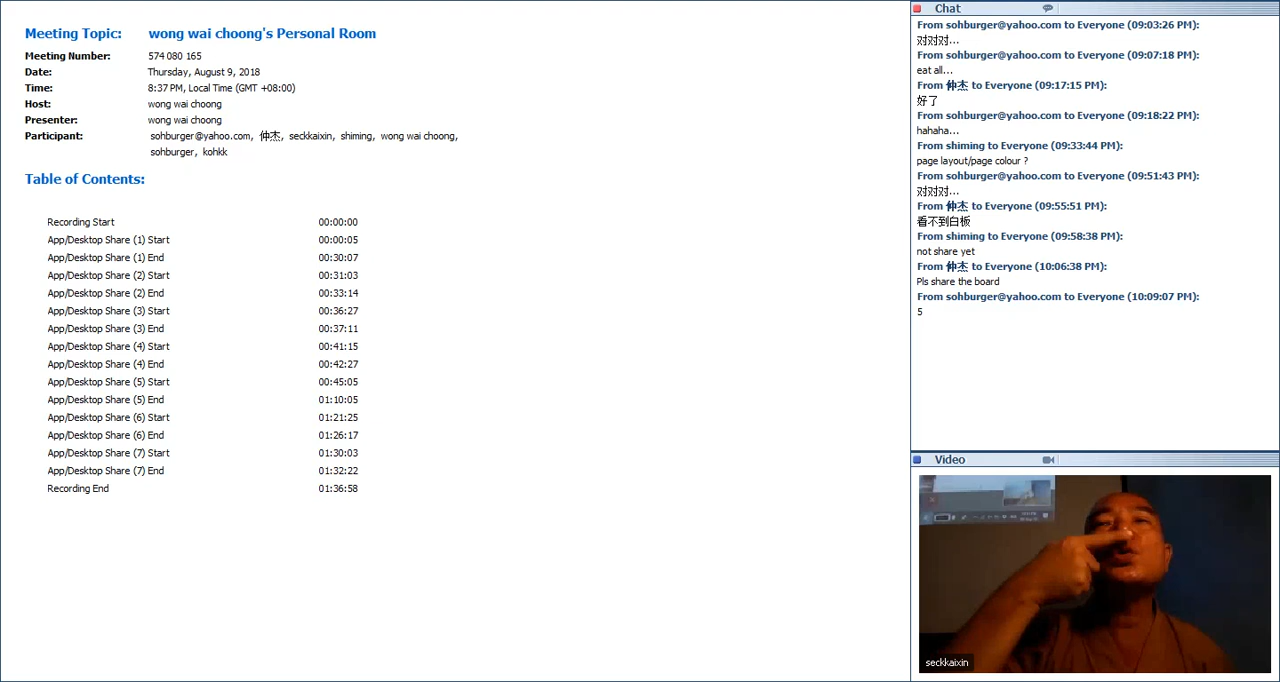 Meeting Topic: wong wai choong's Personal Room
Meeting Number: 574 080 165
Date: Thursday, August 9, 2018
Time: 8:37 PM, Local Time (GMT +08:00)
Host: wong wai choong
Presenter: wong wai choong
Participant: sohburger@yahoo.com, 仲杰, seckkaixin, shiming, wong wai choong,
sohburger, kohkk
Table of Contents:
Recording Start 00:00:00
App/Desktop Share (1) Start 00:00:05
App/Desktop Share (1) End 00:30:07
App/Desktop Share (2) Start 00:31:03
App/Desktop Share (2) End 00:33:14
App/Desktop Share (3) Start 00:36:27
App/Desktop Share (3) End 00:37:11
App/Desktop Share (4) Start 00:41:15
App/Desktop Share (4) End 00:42:27
App/Desktop Share (5) Start 00:45:05
App/Desktop Share (5) End 01:10:05
App/Desktop Share (6) Start 01:21:25
App/Desktop Share (6) End 01:26:17
App/Desktop Share (7) Start 01:30:03
App/Desktop Share (7) End 01:32:22
Recording End 01:36:58
Chat
From sohburger@yahoo.com to Everyone (09:03:26 PM):
对对对...
From sohburger@yahoo.com to Everyone (09:07:18 PM):
eat all...
From 仲杰 to Everyone (09:17:15 PM):
好了
From sohburger@yahoo.com to Everyone (09:18:22 PM):
hahaha...
From shiming to Everyone (09:33:44 PM):
page layout/page colour ?
From sohburger@yahoo.com to Everyone (09:51:43 PM):
对对对...
From 仲杰 to Everyone (09:55:51 PM):
看不到白板
From shiming to Everyone (09:58:38 PM):
not share yet
From 仲杰 to Everyone (10:06:38 PM):
Pls share the board
From sohburger@yahoo.com to Everyone (10:09:07 PM):
5
Video
seckkaixin